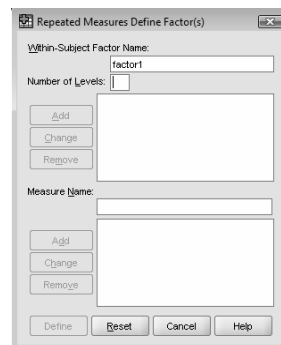 Repeated Measures Define Factor(s)
Within-Subject Factor Name:
factor1
Number of Levels:
Add
Change
Remove
Measure Name:
Add
Change
Remove
Define Reset Cancel Help